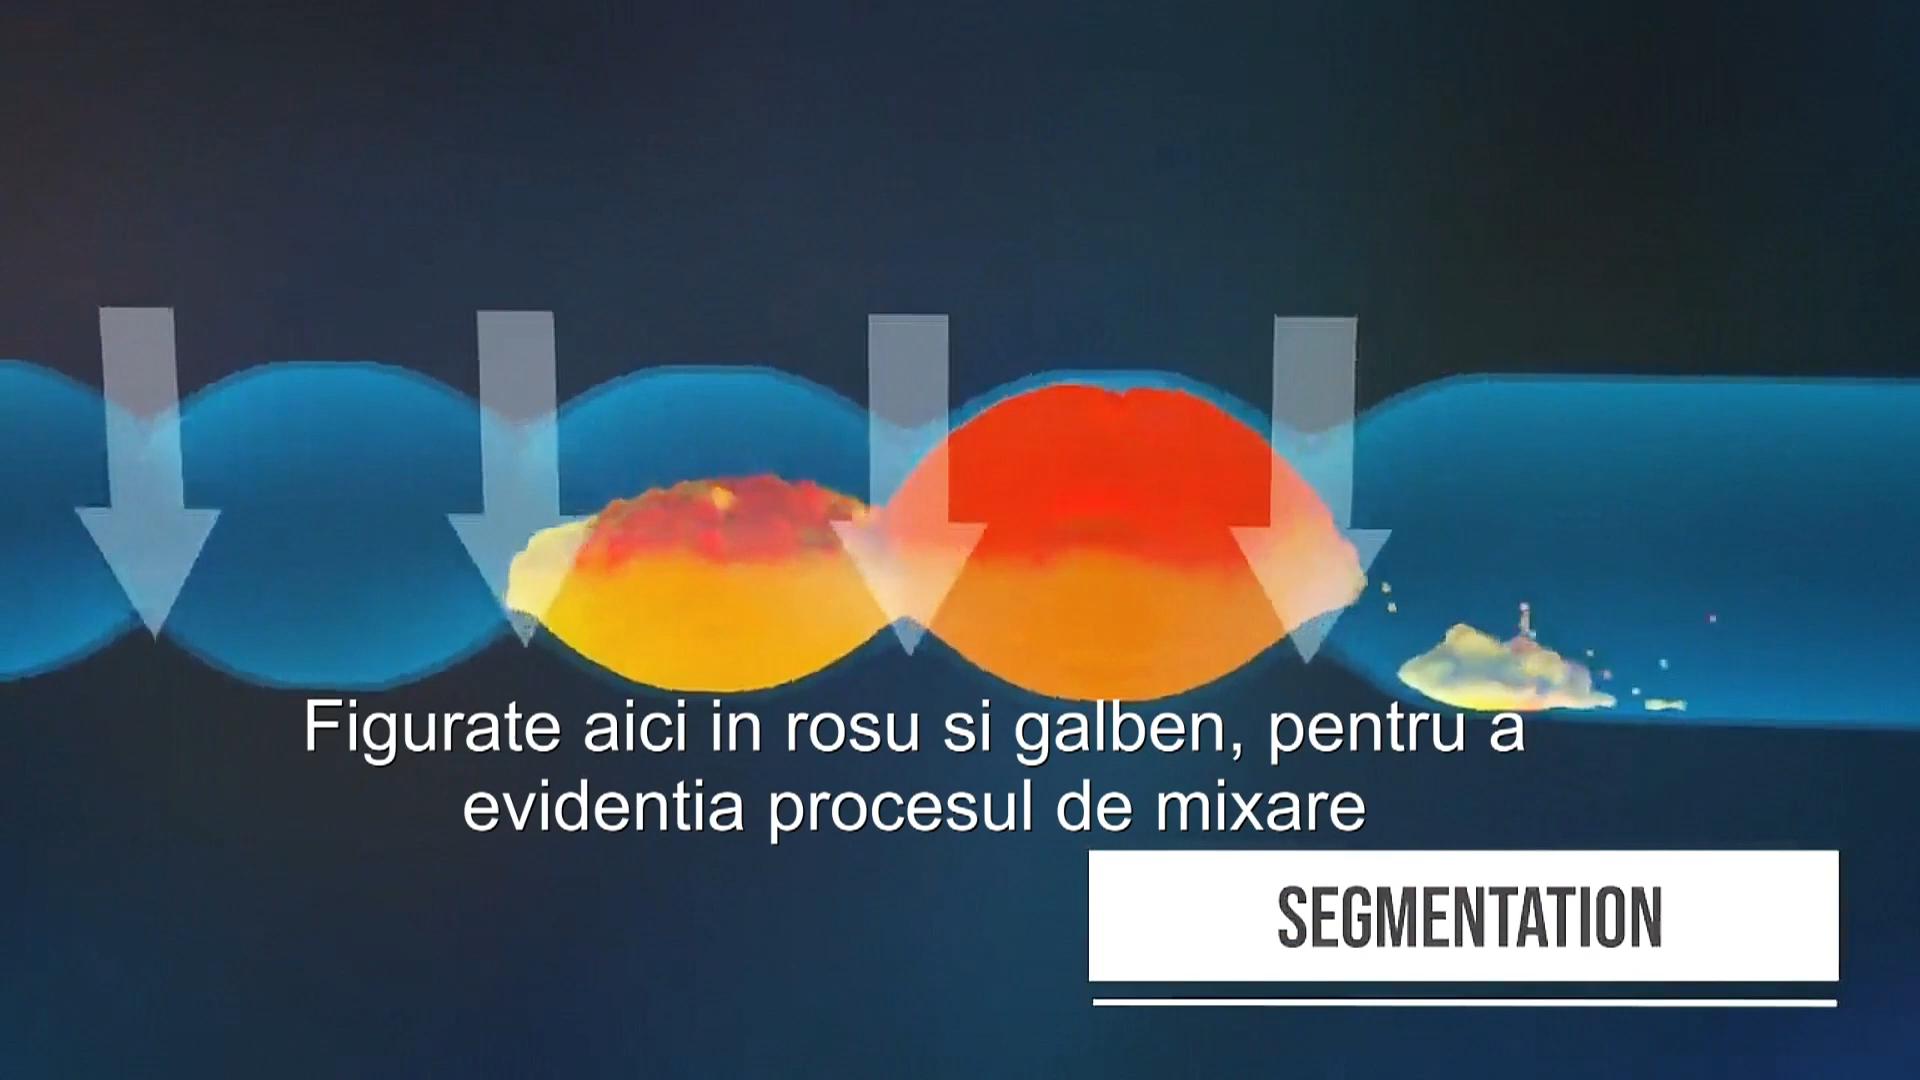 Figurate aici in rosu si galben, pentru a
evidentia procesul de mixare
SEGMENTATION